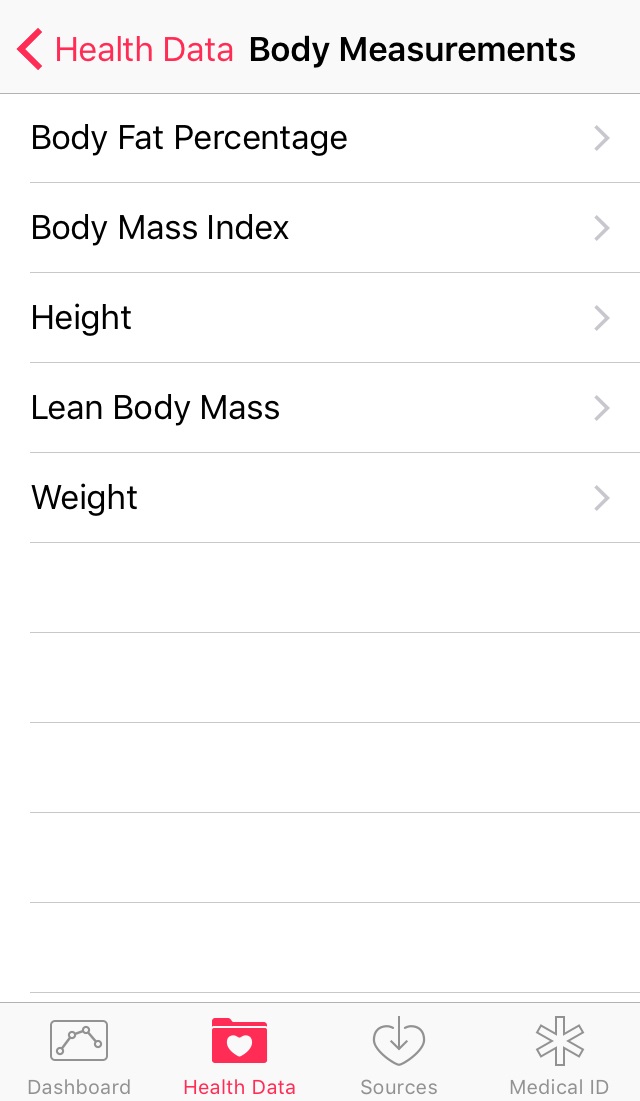 Health Data Body Measurements
Body Fat Percentage
Body Mass Index
Height
Lean Body Mass
Weight
Dashboard Health Data Sources Medical ID